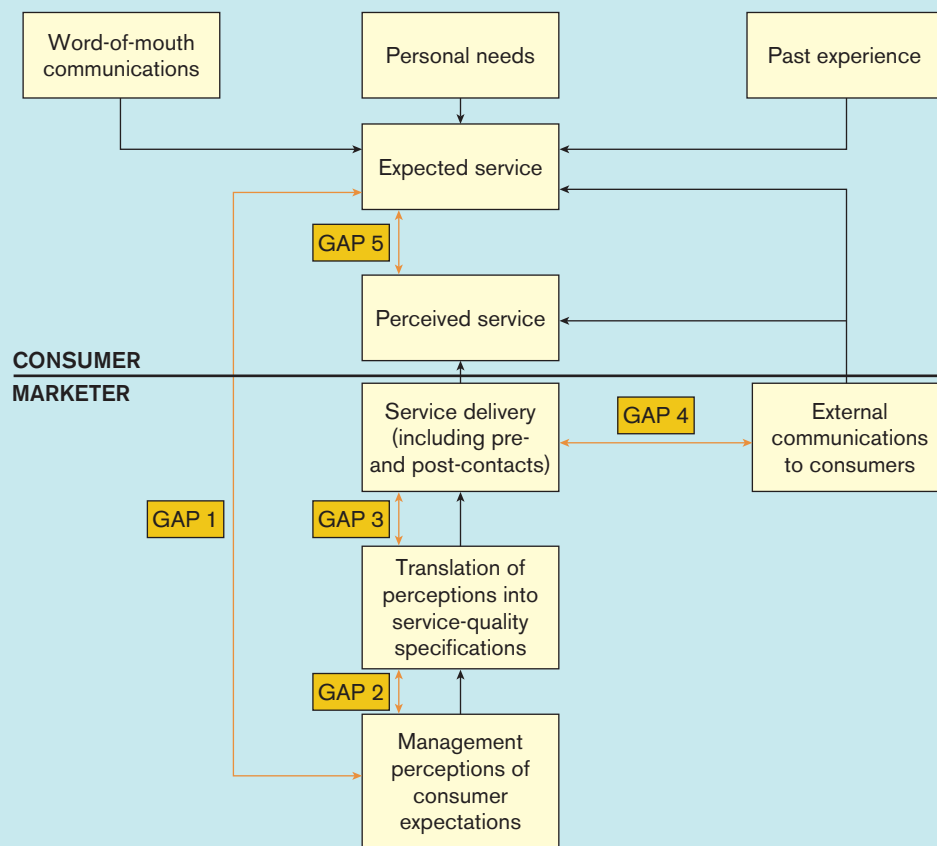 Word-of-mouth
communications
Personal needs
Past experience
Expected service
GAP 5
Perceived service
CONSUMER
MARKETER
Service delivery
(including pre-
and post-contacts)
GAP 4
External
communications
to consumers
GAP 1
GAP 3
Translation of
perceptions into
service-quality
specifications
GAP 2
Management
perceptions of
consumer
expectations